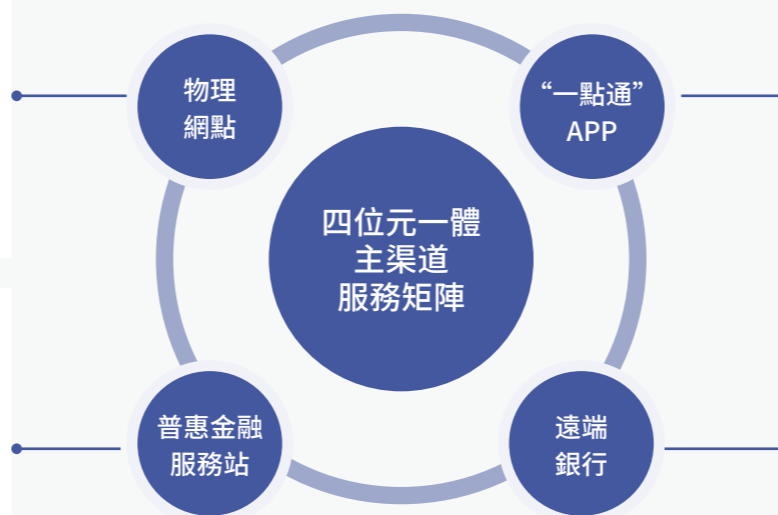 物理
網點
“一點通”
APP
四位元一體
主渠道
服務矩陣
普惠金融
服務站
遠端
銀行